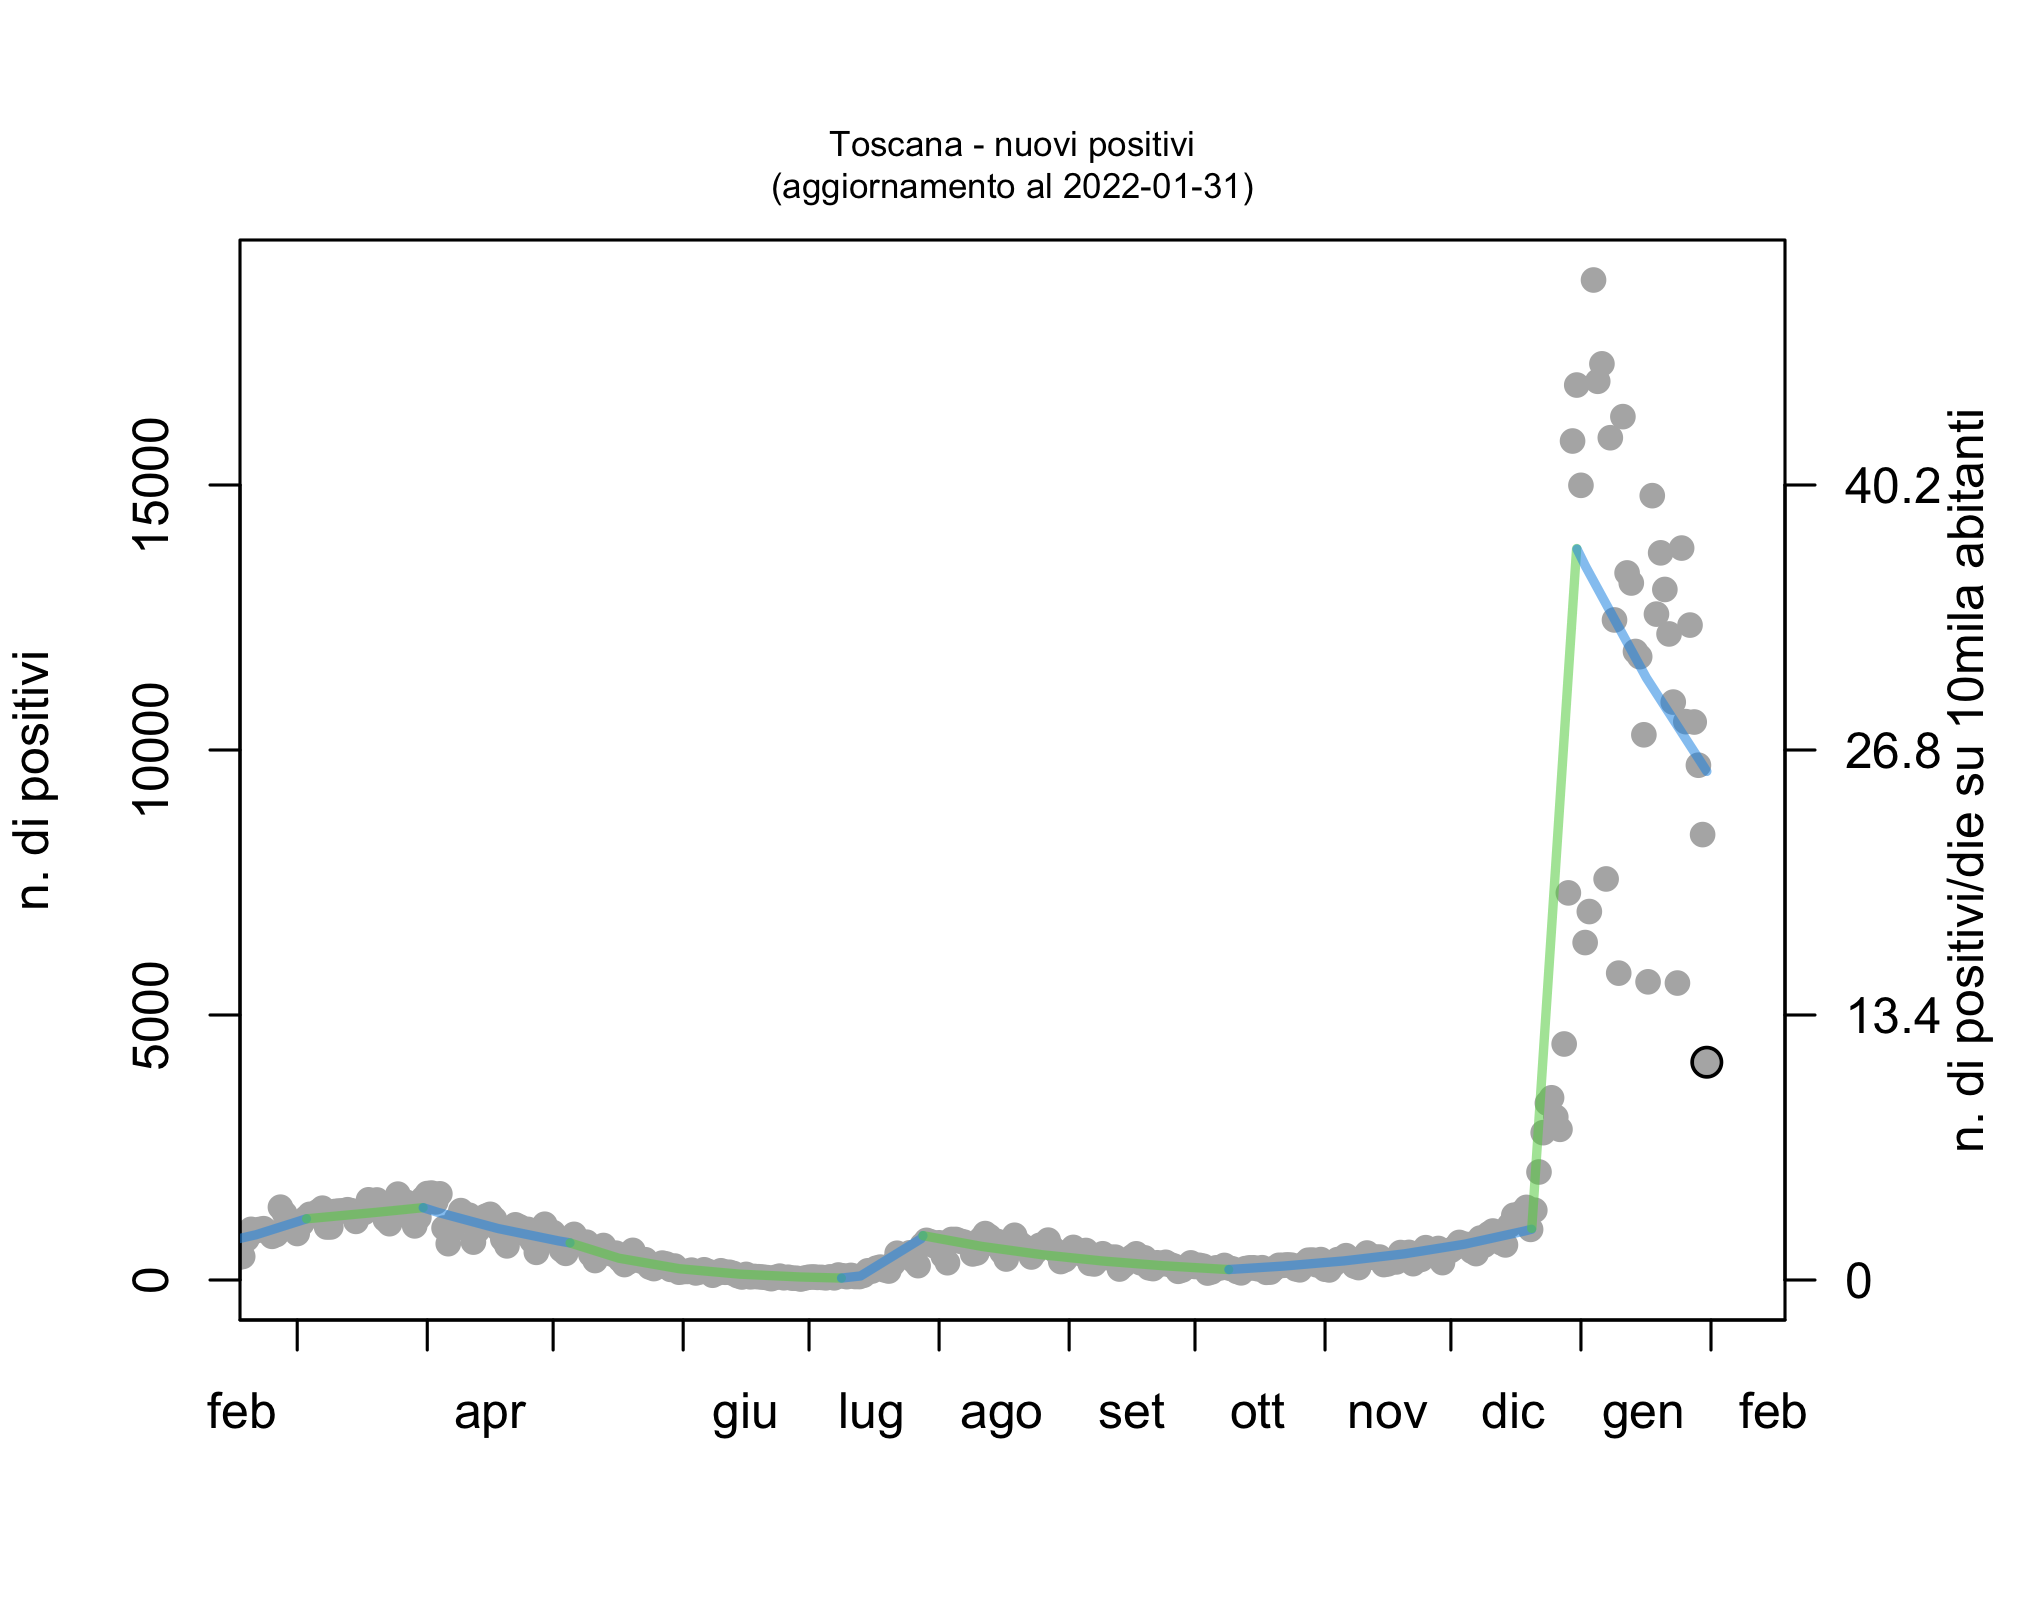 Toscana - nuovi positivi
(aggiornamento al 2022-01-31)
n. di positivi
15000
10000
5000
0
40.2
26.8
13.4
0
n. di positivi/die su 10mila abitanti
feb apr giu lug ago set ott nov dic gen feb